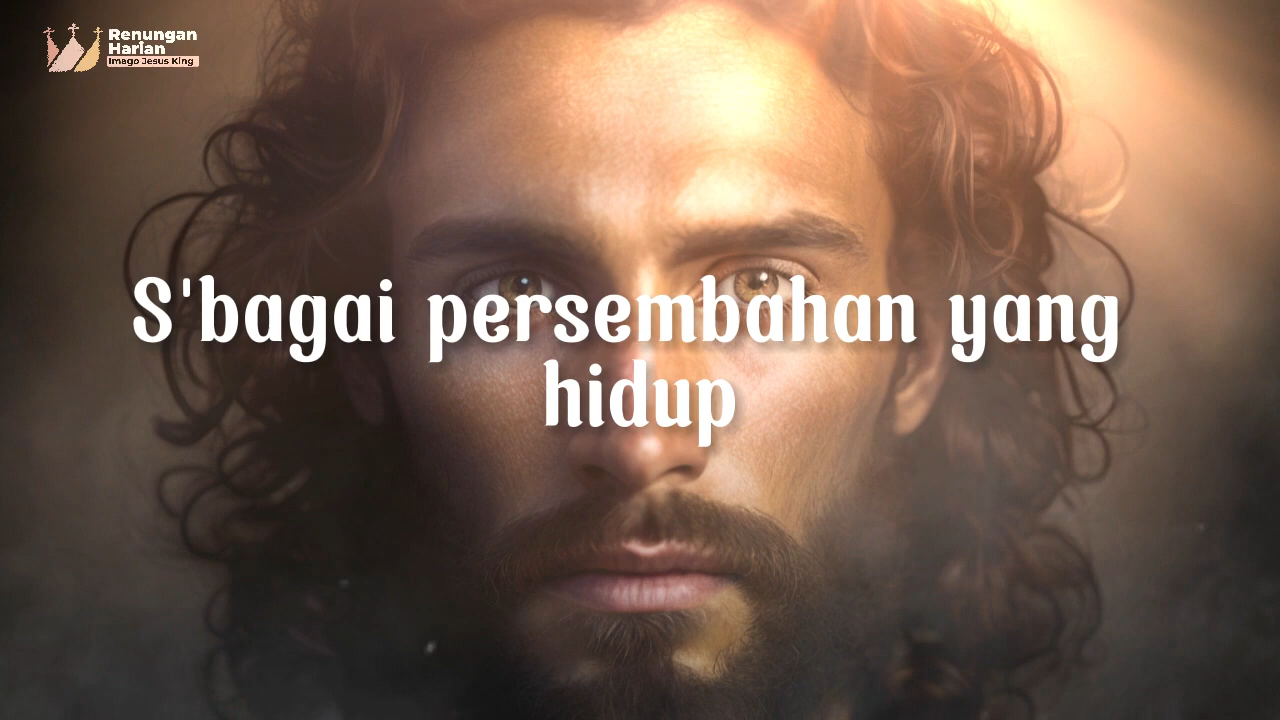 Renungan
Harian
Imago Jesus King
S'bagai persembahan yang
hidup